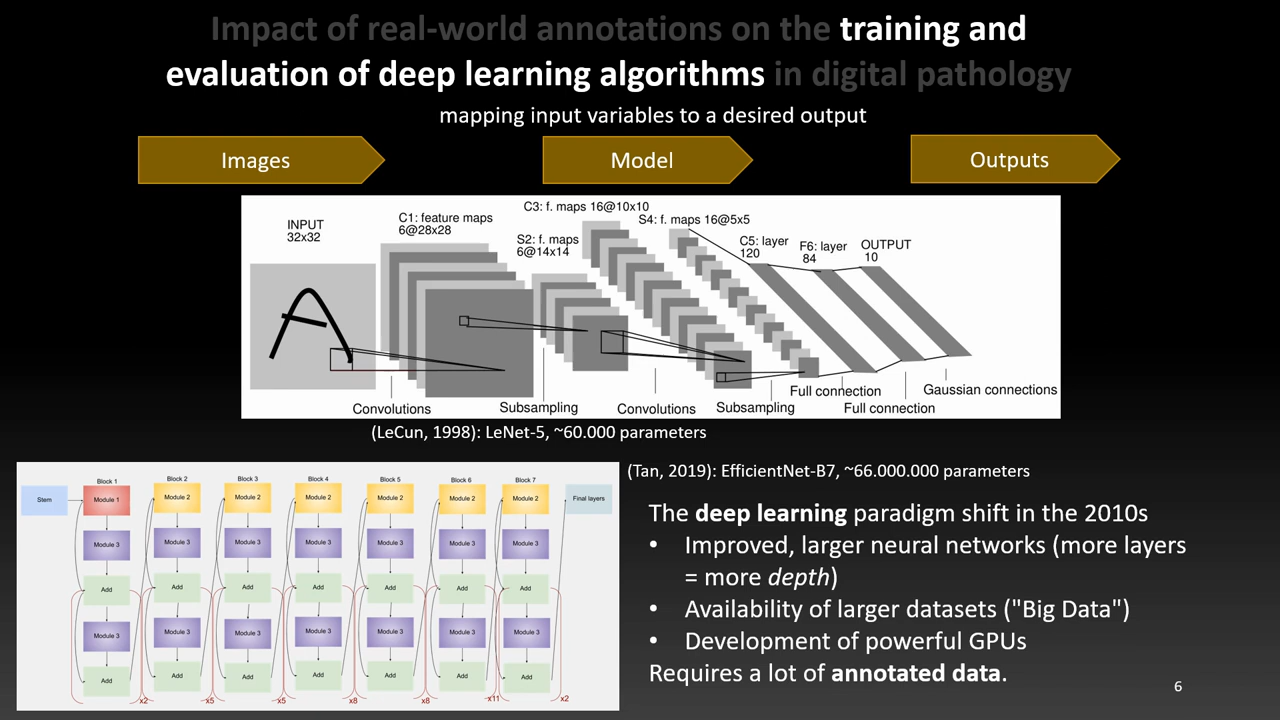 Impact of real-world annotations on the training and
evaluation of deep learning algorithms in digital pathology
mapping input variables to a desired output
Images
Model
Outputs
INPUT
32x32
C1: feature maps
6@28x28
S2: f. maps
6@14x14
C3: f. maps 16@10x10
S4: f. maps 16@5x5
C5: layer
120
F6: layer
84
OUTPUT
10
Convolutions
Subsampling
Convolutions
Subsampling
Full connection
Full connection
Gaussian connections
(LeCun, 1998): LeNet-5, ~60.000 parameters
(Tan, 2019): EfficientNet-B7, ~66.000.000 parameters
Stem
Block 1
Module 1
Module 3
Add
Module 3
Add
x2
Block 2
Module 2
Module 3
Add
Module 3
Add
x5
Block 3
Module 2
Module 3
Add
Module 3
Add
x5
Block 4
Module 2
Module 3
Add
Module 3
Add
x8
Block 5
Module 2
Module 3
Add
Module 3
Add
x8
Block 6
Module 2
Module 3
Add
Module 3
Add
x11
Block 7
Module 2
Module 3
Add
Module 3
Add
x2
Final layers
The deep learning paradigm shift in the 2010s
• Improved, larger neural networks (more layers
= more depth)
• Availability of larger datasets ("Big Data")
• Development of powerful GPUs
Requires a lot of annotated data.
6